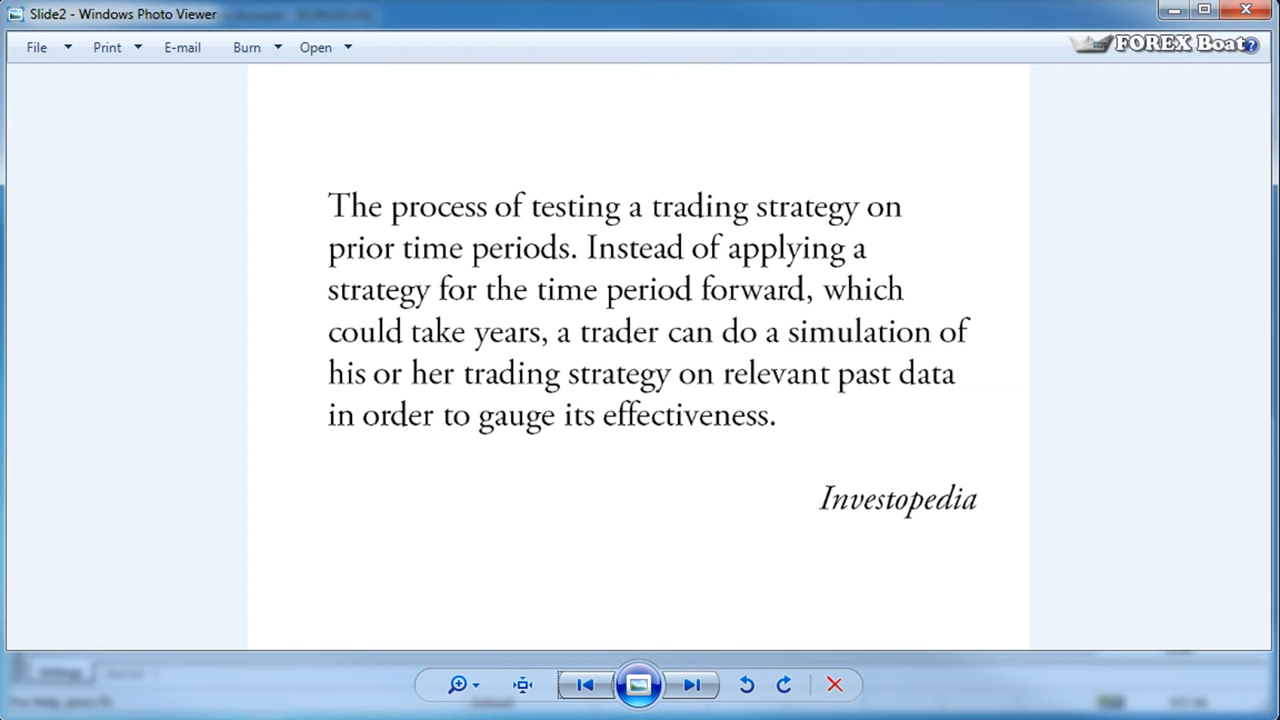 Slide2 - Windows Photo Viewer
File Print E-mail Burn Open
FOREX Boat
The process of testing a trading strategy on
prior time periods. Instead of applying a
strategy for the time period forward, which
could take years, a trader can do a simulation of
his or her trading strategy on relevant past data
in order to gauge its effectiveness.
Investopedia